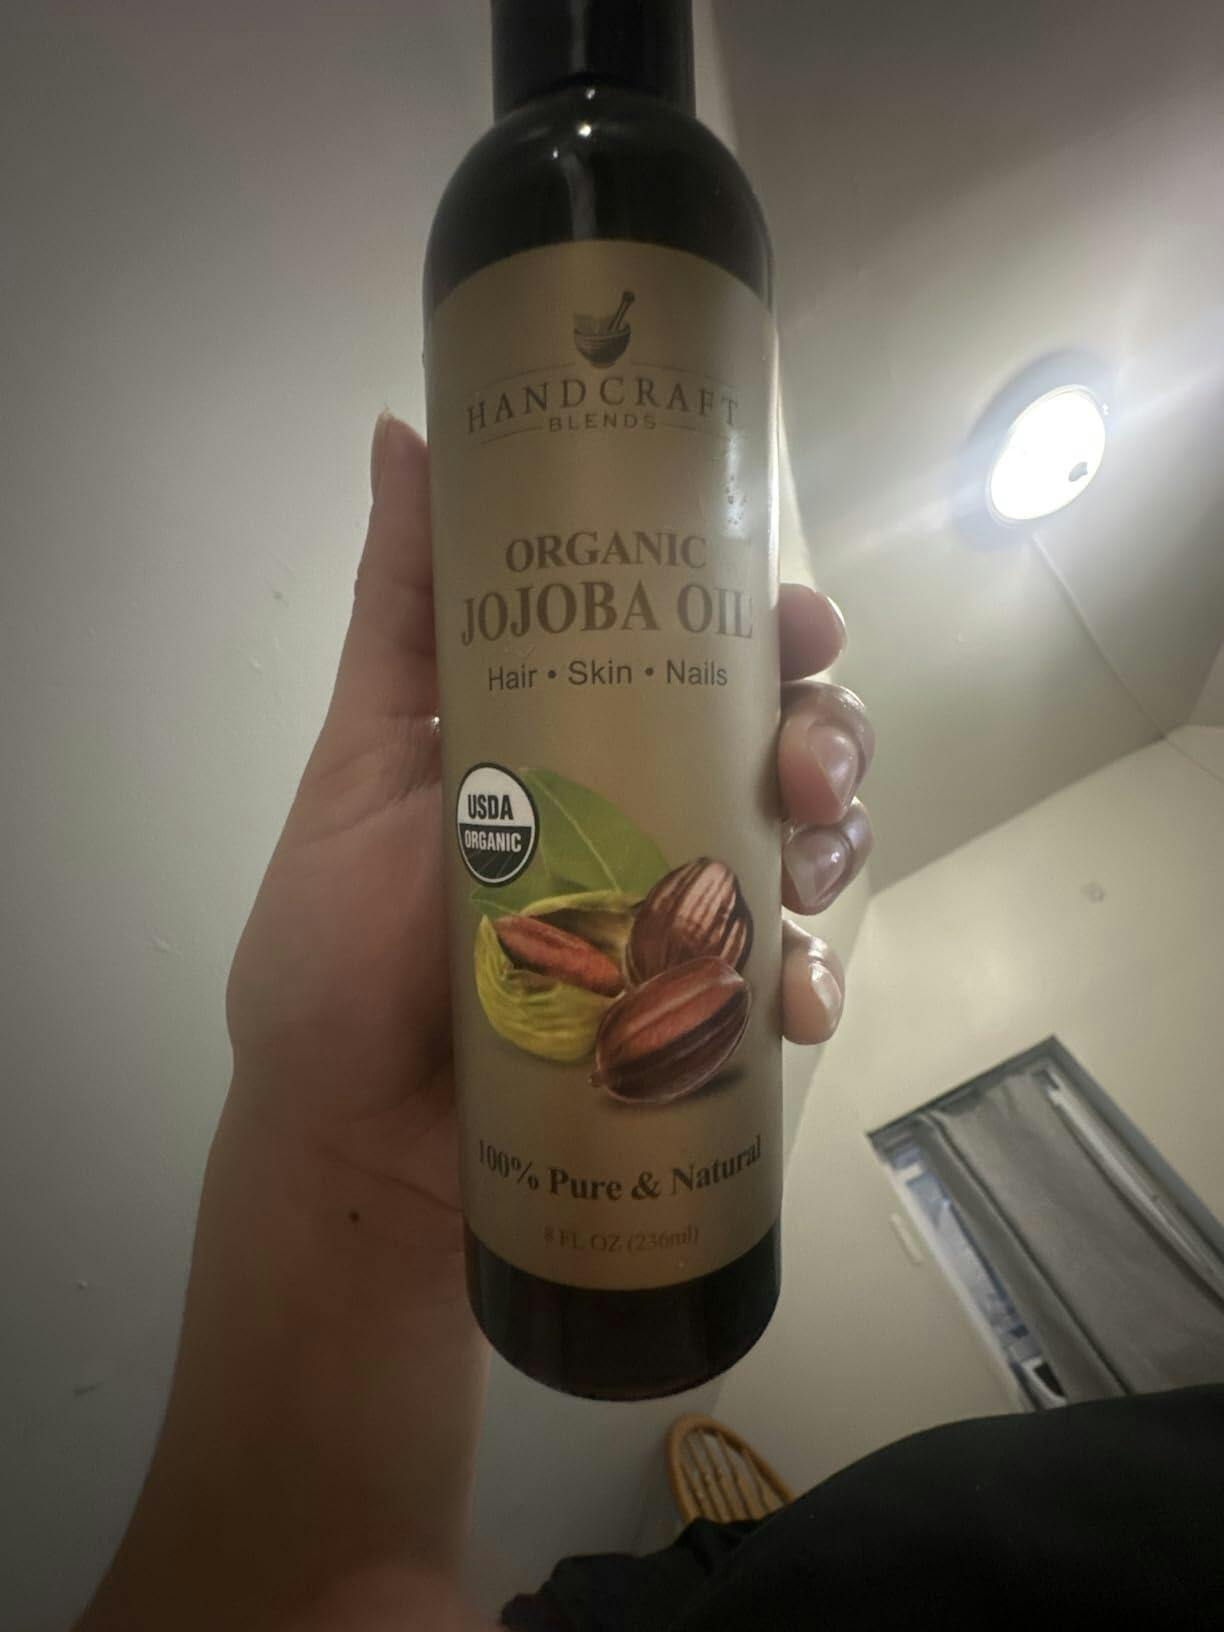 HANDCRAFT
BLENDS
ORGANIC
JOJOBA OIL
Hair • Skin • Nails
USDA
ORGANIC
100% Pure & Natural
8 FL OZ (236ml)